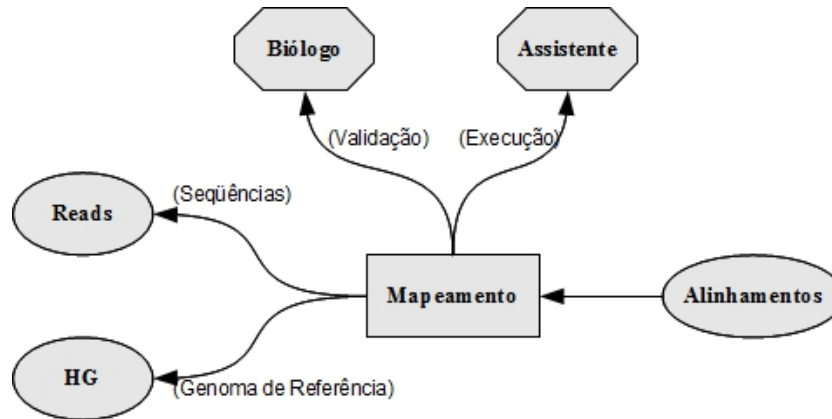 Biólogo
Assistente
(Validação)
(Execução)
Reads
(Seqüências)
Mapeamento
Alinhamentos
HG
(Genoma de Referência)